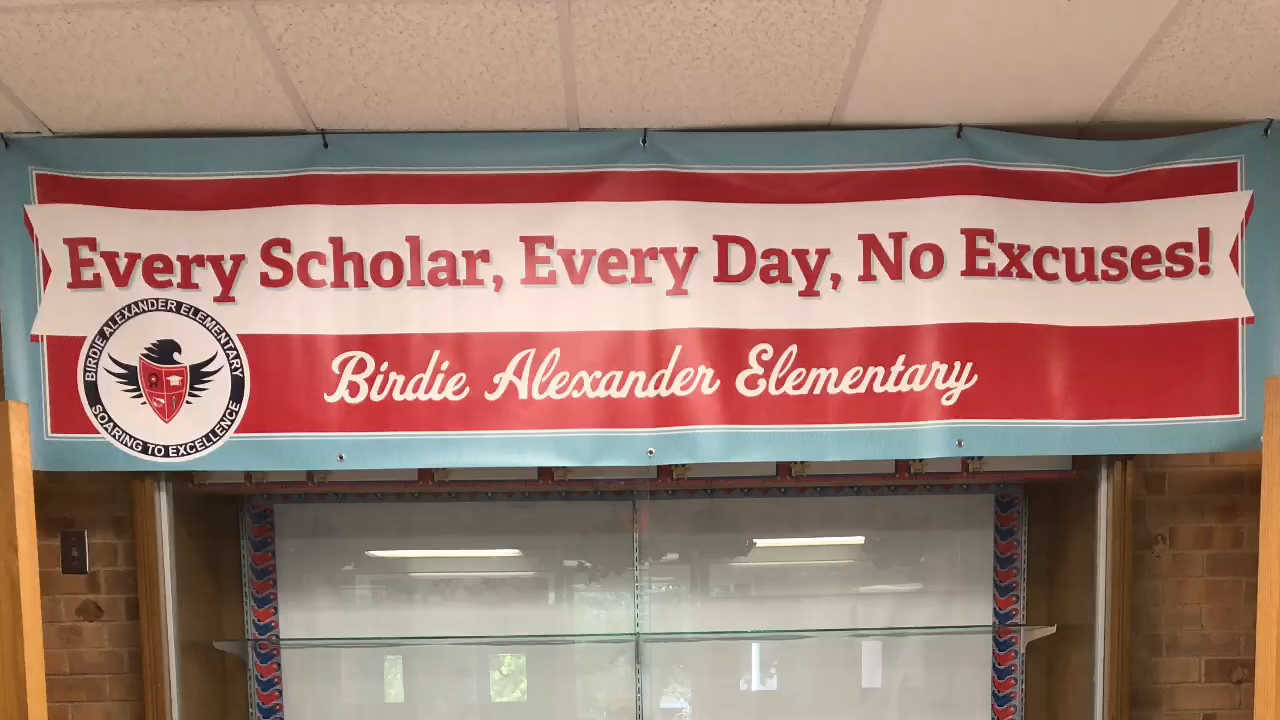 Every Scholar, Every Day, No Excuses!
BIRDIE ALEXANDER ELEMENTARY
SOARING TO EXCELLENCE
Birdie Alexander Elementary